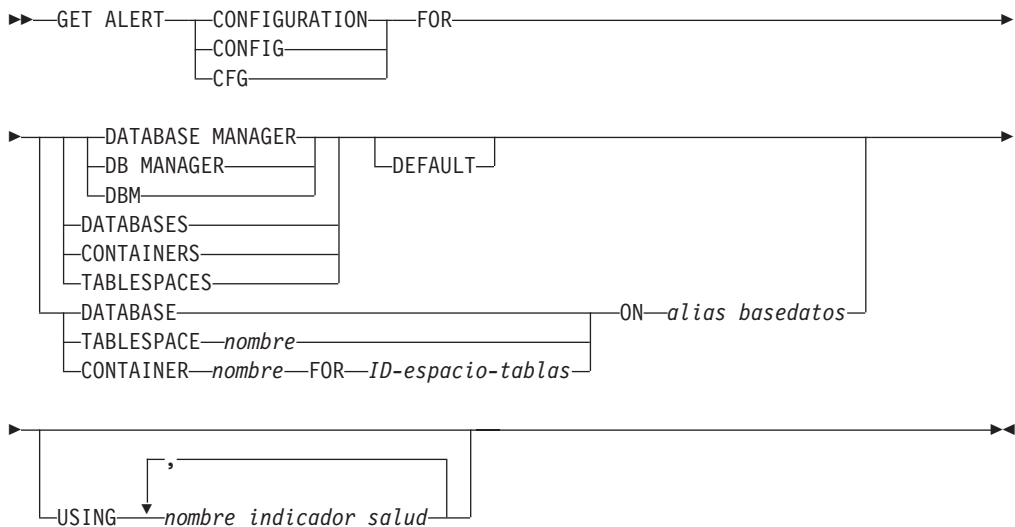 GET ALERT CONFIGURATION FOR
CONFIG
CFG
DATABASE MANAGER
DB MANAGER DEFAULT
DBM
DATABASES
CONTAINERS
TABLESPACES
DATABASE ON alias basedatos
TABLESPACE nombre
CONTAINER nombre FOR ID-espacio-tablas
,
USING nombre indicador salud